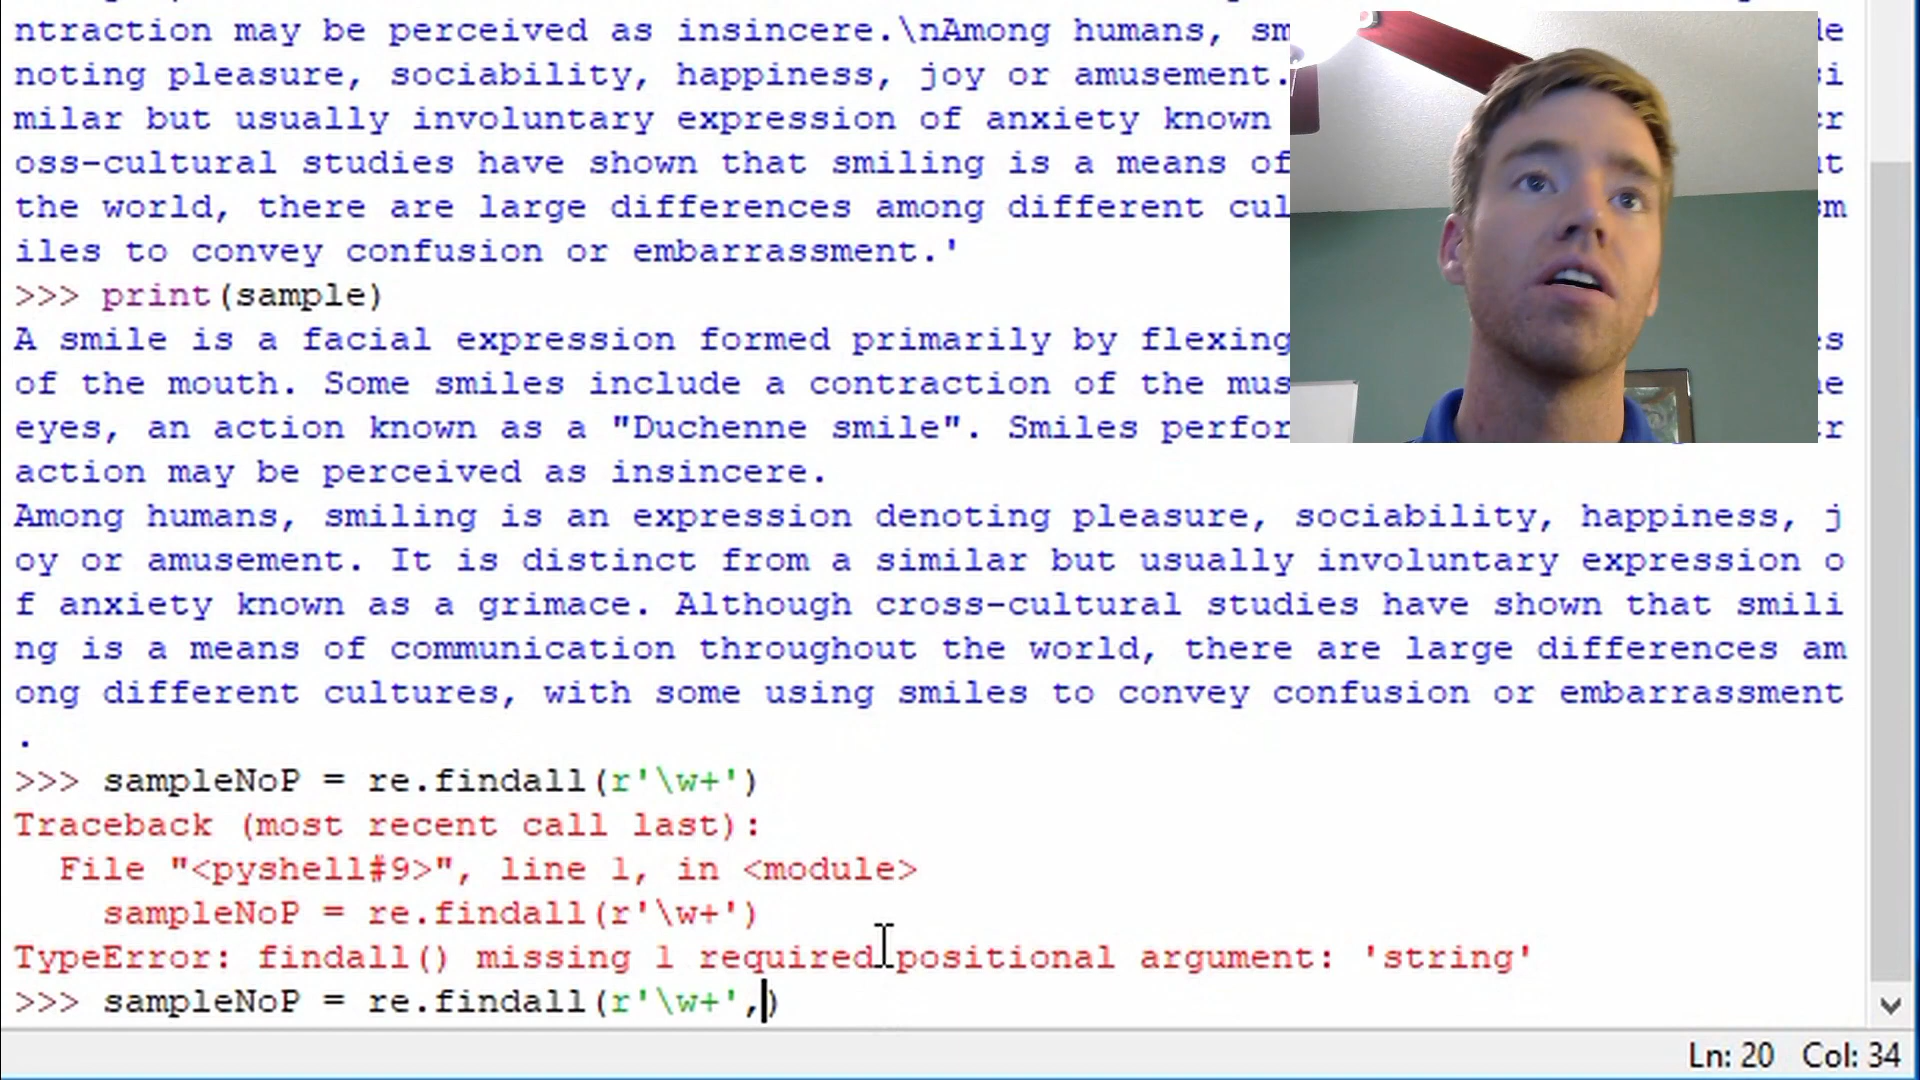 ntraction may be perceived as insincere.\nAmong humans, sm de
noting pleasure, sociability, happiness, joy or amusement. si
milar but usually involuntary expression of anxiety known cr
oss-cultural studies have shown that smiling is a means of ut
the world, there are large differences among different cul sm
iles to convey confusion or embarrassment.'
>>> print(sample)
A smile is a facial expression formed primarily by flexing es
of the mouth. Some smiles include a contraction of the mus he
eyes, an action known as a "Duchenne smile". Smiles perfor tr
action may be perceived as insincere.
Among humans, smiling is an expression denoting pleasure, sociability, happiness, j
oy or amusement. It is distinct from a similar but usually involuntary expression o
f anxiety known as a grimace. Although cross-cultural studies have shown that smili
ng is a means of communication throughout the world, there are large differences am
ong different cultures, with some using smiles to convey confusion or embarrassment
.
>>> sampleNoP = re.findall(r'\w+')
Traceback (most recent call last):
  File "<pyshell#9>", line 1, in <module>
    sampleNoP = re.findall(r'\w+')
TypeError: findall() missing 1 required positional argument: 'string'
>>> sampleNoP = re.findall(r'\w+',)
Ln: 20 Col: 34